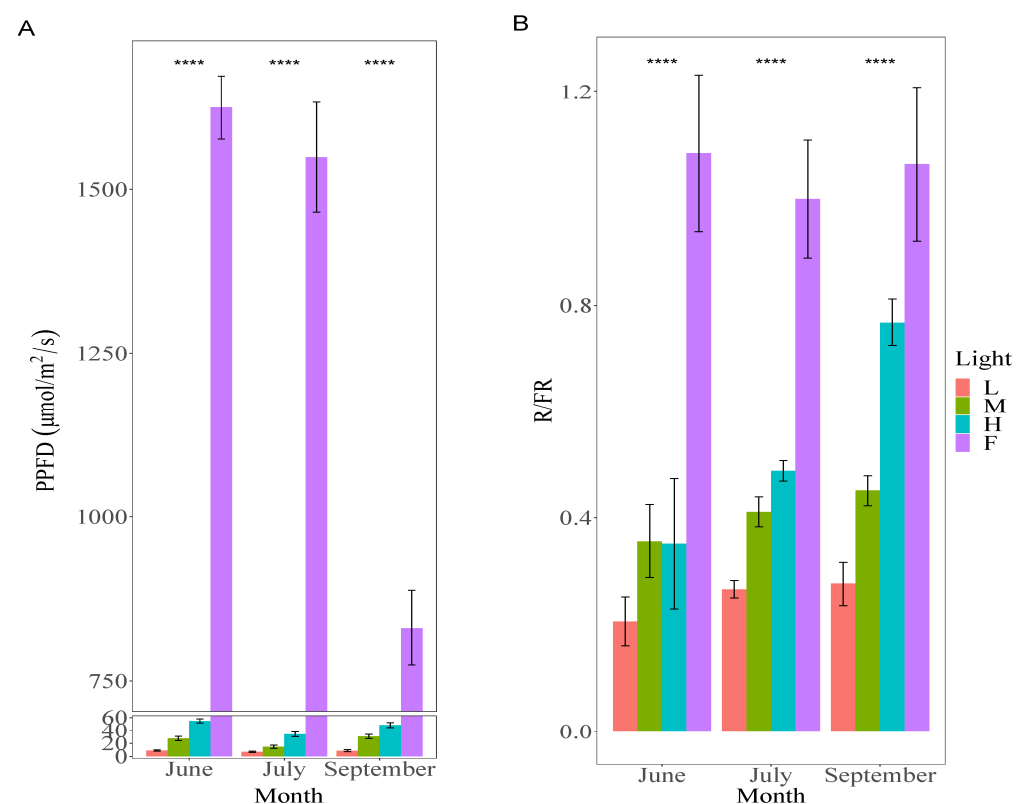 A
**** **** ****
1500
1250
1000
750
60
40
20
0
PPFD (μmol/m²/s)
June July September
Month
B
**** **** ****
1.2
0.8
0.4
0.0
R/FR
June July September
Month
Light
L
M
H
F